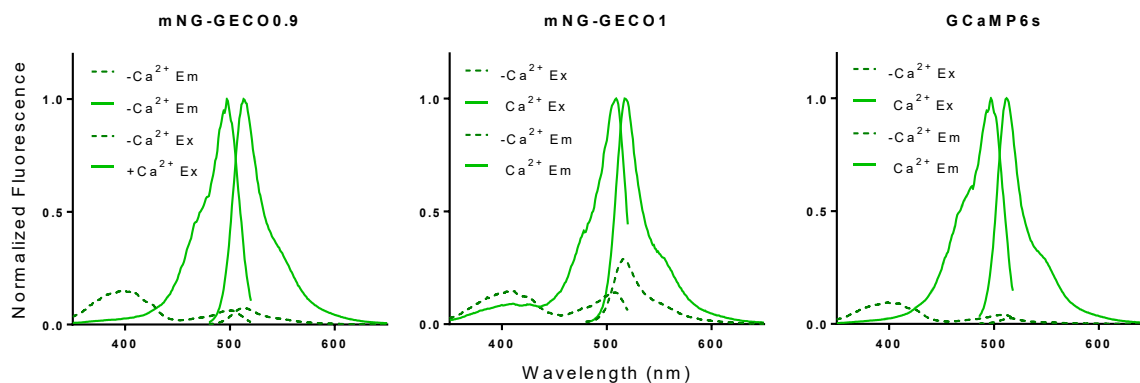 mNG-GECO0.9
-Ca²⁺ Em
-Ca²⁺ Em
-Ca²⁺ Ex
+Ca²⁺ Ex
Normalized Fluorescence
1.0
0.5
0.0
400
500
600
mNG-GECO1
-Ca²⁺ Ex
Ca²⁺ Ex
-Ca²⁺ Em
Ca²⁺ Em
1.0
0.5
0.0
400
500
600
Wavelength (nm)
GCaMP6s
-Ca²⁺ Ex
Ca²⁺ Ex
-Ca²⁺ Em
Ca²⁺ Em
1.0
0.5
0.0
400
500
600